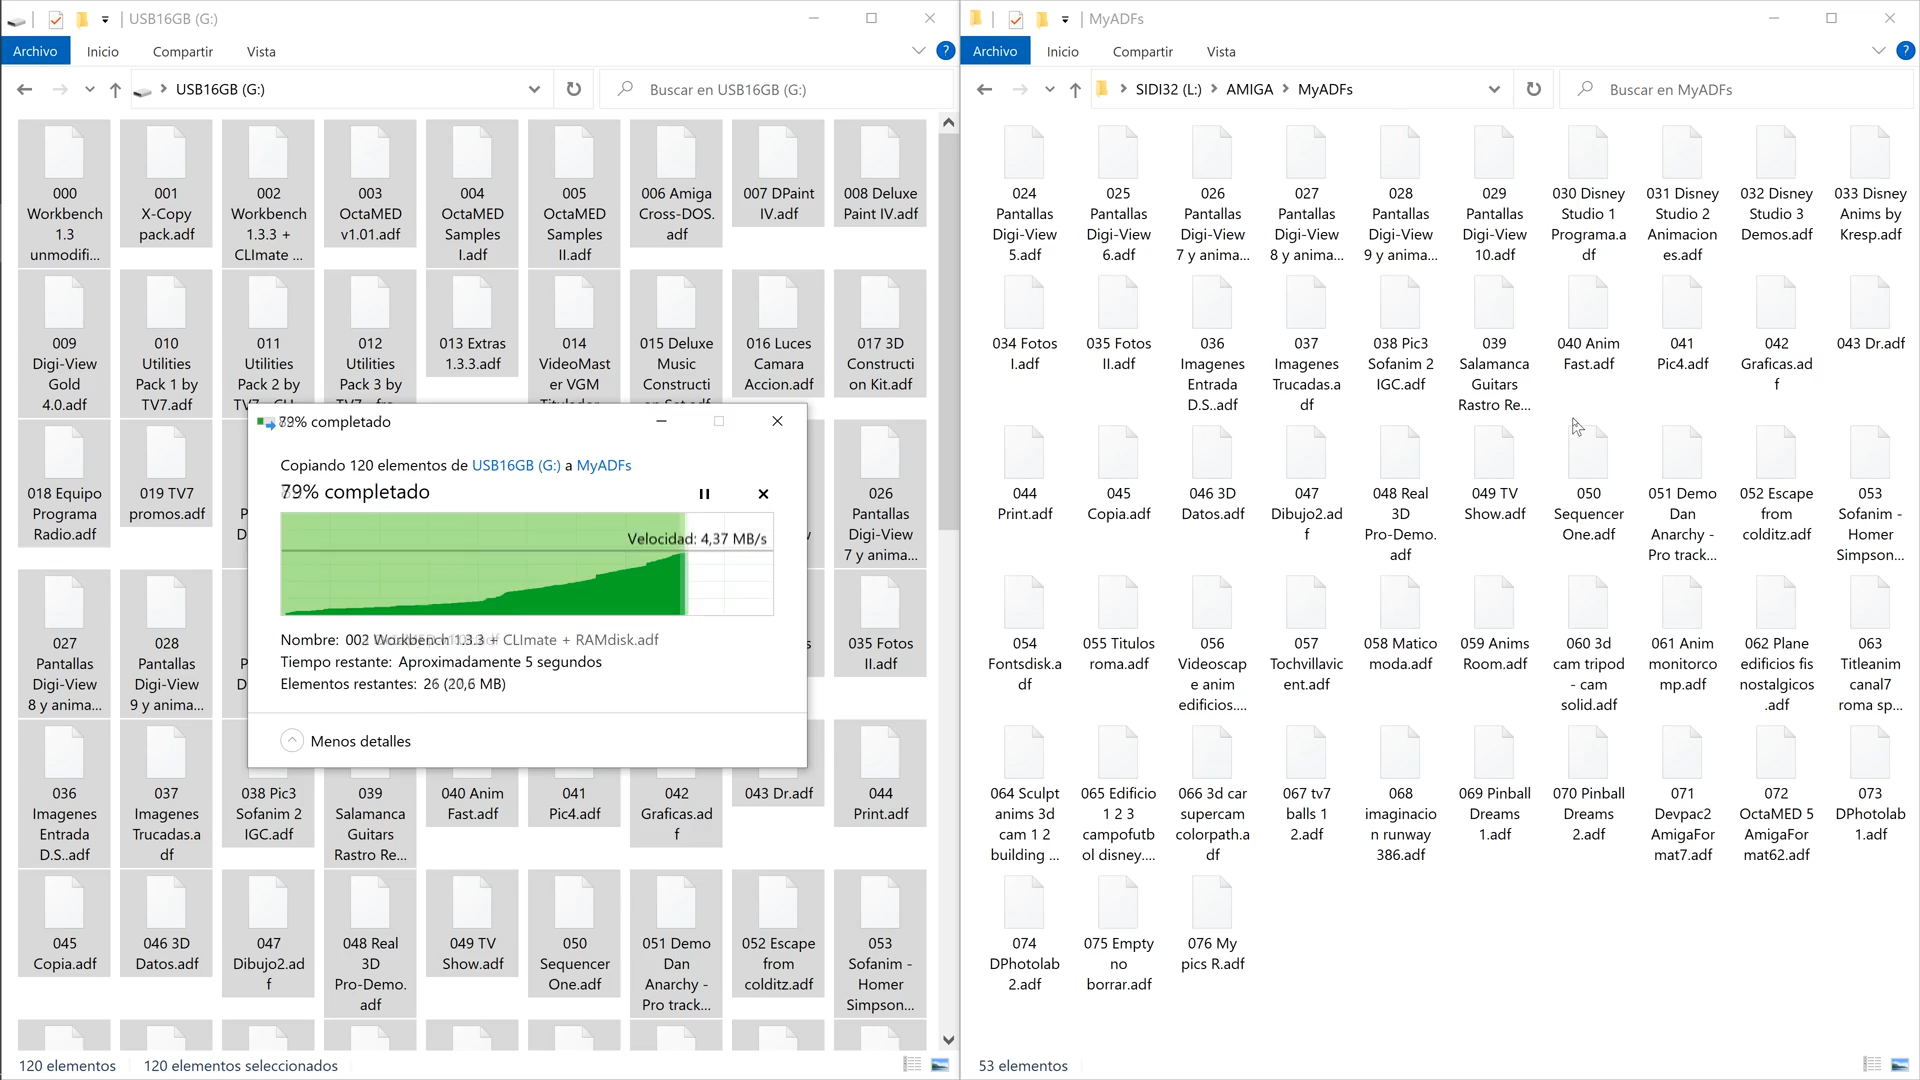 USB16GB (G:)
Archivo
Inicio
Compartir
Vista
USB16GB (G:)
Buscar en USB16GB (G:)
000 Workbench 1.3 unmodifi...
001 X-Copy pack.adf
002 Workbench 1.3.3 + CLImate ...
003 OctaMED v1.01.adf
004 OctaMED Samples I.adf
005 OctaMED Samples II.adf
006 Amiga Cross-DOS.adf
007 DPaint IV.adf
008 Deluxe Paint IV.adf
009 Digi-View Gold 4.0.adf
010 Utilities Pack 1 by TV7.adf
011 Utilities Pack 2 by
012 Utilities Pack 3 by
013 Extras 1.3.3.adf
014 VideoMaster VGM
015 Deluxe Music Constructi
016 Luces Camara Accion.adf
017 3D Construction Kit.adf
018 Equipo Programa Radio.adf
019 TV7 promos.adf
026 Pantallas Digi-View 7 y anima...
027 Pantallas Digi-View 8 y anima...
028 Pantallas Digi-View 9 y anima...
035 Fotos II.adf
036 Imagenes Entrada D.S..adf
037 Imagenes Trucadas.adf
038 Pic3 Sofanim 2 IGC.adf
039 Salamanca Guitars Rastro Re...
040 Anim Fast.adf
041 Pic4.adf
042 Graficas.adf
043 Dr.adf
044 Print.adf
045 Copia.adf
046 3D Datos.adf
047 Dibujo2.adf
048 Real 3D Pro-Demo.adf
049 TV Show.adf
050 Sequencer One.adf
051 Demo Dan Anarchy - Pro track...
052 Escape from colditz.adf
053 Sofanim - Homer Simpson...
120 elementos
120 elementos seleccionados
79% completado
Copiando 120 elementos de USB16GB (G:) a MyADFs
79% completado
Velocidad: 4,37 MB/s
Nombre: 002 Workbench 1.3.3 + CLImate + RAMdisk.adf
Tiempo restante: Aproximadamente 5 segundos
Elementos restantes: 26 (20,6 MB)
Menos detalles
MyADFs
Archivo
Inicio
Compartir
Vista
SIDI32 (L:)
AMIGA
MyADFs
Buscar en MyADFs
024 Pantallas Digi-View 5.adf
025 Pantallas Digi-View 6.adf
026 Pantallas Digi-View 7 y anima...
027 Pantallas Digi-View 8 y anima...
028 Pantallas Digi-View 9 y anima...
029 Pantallas Digi-View 10.adf
030 Disney Studio 1 Programa.adf
031 Disney Studio 2 Animaciones.adf
032 Disney Studio 3 Demos.adf
033 Disney Anims by Kresp.adf
034 Fotos I.adf
035 Fotos II.adf
036 Imagenes Entrada D.S..adf
037 Imagenes Trucadas.adf
038 Pic3 Sofanim 2 IGC.adf
039 Salamanca Guitars Rastro Re...
040 Anim Fast.adf
041 Pic4.adf
042 Graficas.adf
043 Dr.adf
044 Print.adf
045 Copia.adf
046 3D Datos.adf
047 Dibujo2.adf
048 Real 3D Pro-Demo.adf
049 TV Show.adf
050 Sequencer One.adf
051 Demo Dan Anarchy - Pro track...
052 Escape from colditz.adf
053 Sofanim - Homer Simpson...
054 Fontsdisk.adf
055 Titulos roma.adf
056 Videoscape anim edificios....
057 Tochvillavicent.adf
058 Matico moda.adf
059 Anims Room.adf
060 3d cam tripod - cam solid.adf
061 Anim monitorcomp.adf
062 Plane edificios fis nostalgicos.adf
063 Titleanim canal7 roma sp...
064 Sculpt anims 3d cam 1 2 building ...
065 Edificio 1 2 3 campofutbol disney....
066 3d car supercam colorpath.adf
067 tv7 balls 1 2.adf
068 imaginacion runway 386.adf
069 Pinball Dreams 1.adf
070 Pinball Dreams 2.adf
071 Devpac2 AmigaFormat7.adf
072 OctaMED 5 AmigaFormat62.adf
073 DPhotolab 1.adf
074 DPhotolab 2.adf
075 Empty no borrar.adf
076 My pics R.adf
53 elementos